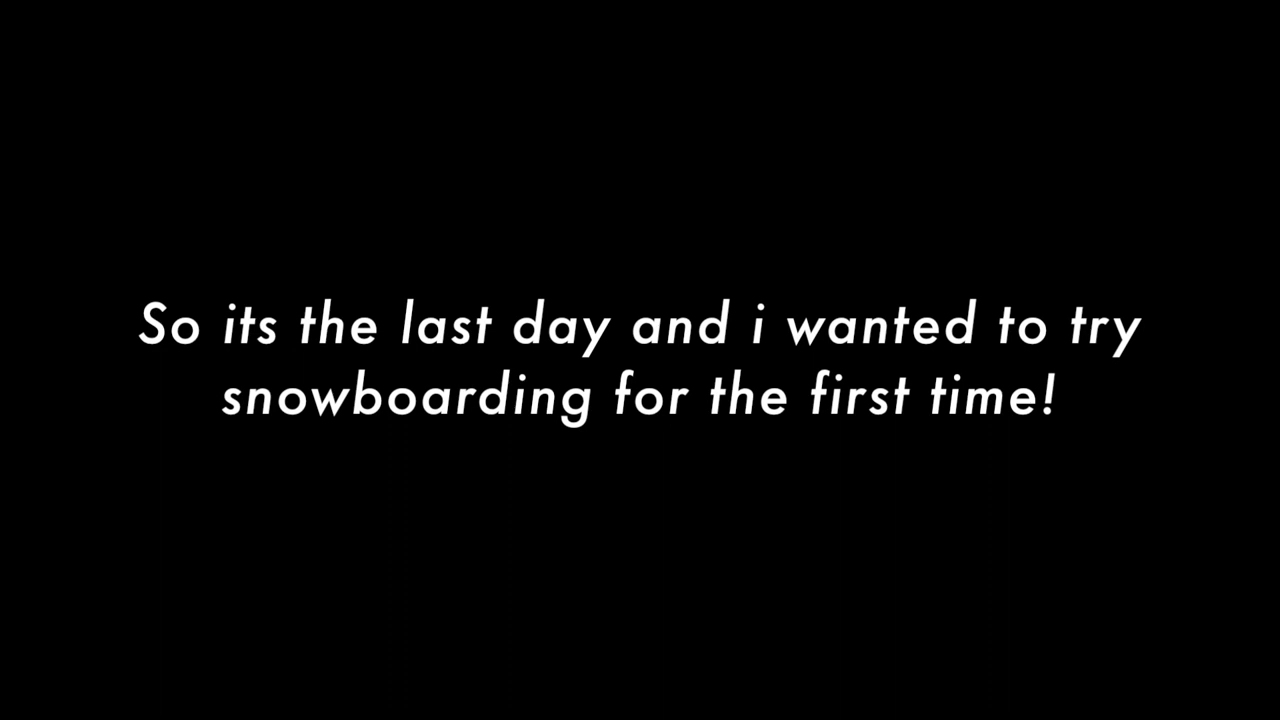 So its the last day and i wanted to try
snowboarding for the first time!